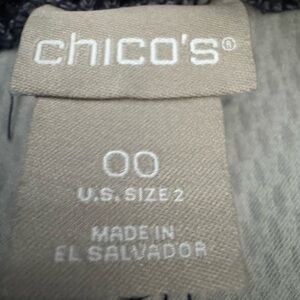 chico's®
00
U.S. SIZE 2
MADE IN
EL SALVADOR